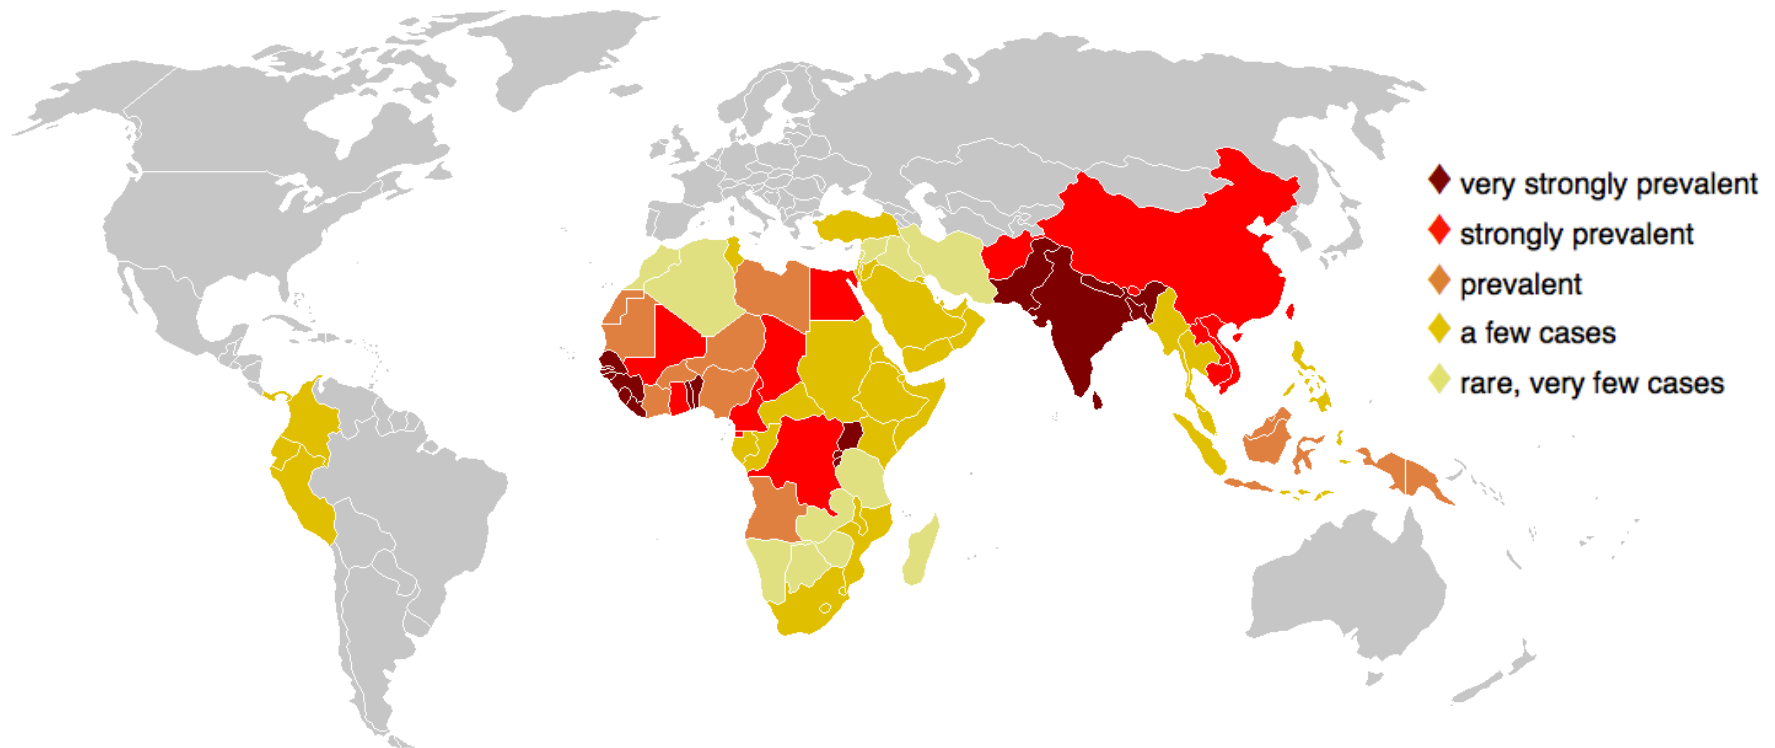 very strongly prevalent
strongly prevalent
prevalent
a few cases
rare, very few cases